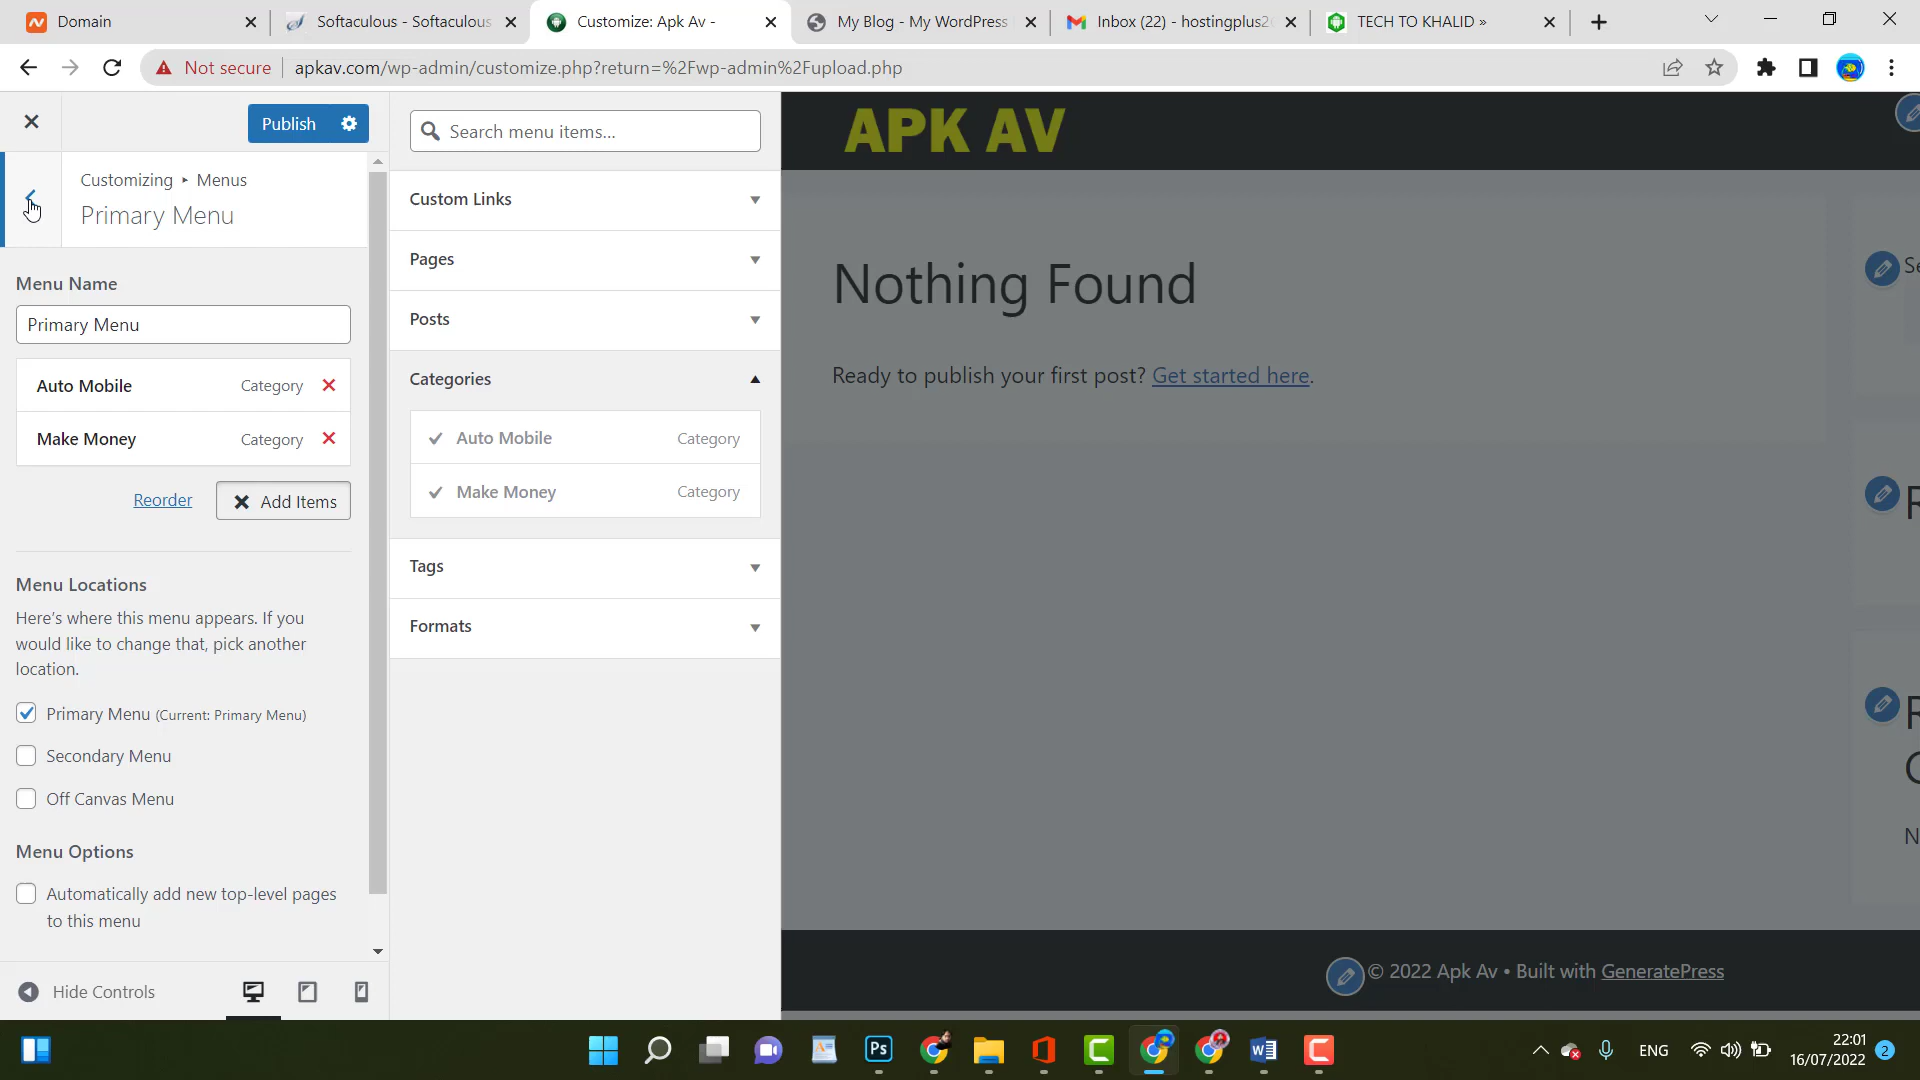 Domain
Softaculous - Softaculous
Customize: Apk Av -
My Blog - My WordPress
Inbox (22) - hostingplus2
TECH TO KHALID »
Not secure
apkav.com/wp-admin/customize.php?return=%2Fwp-admin%2Fupload.php
Publish
Customizing ▸ Menus
Primary Menu
Menu Name
Primary Menu
Auto Mobile Category
Make Money Category
Reorder
Add Items
Menu Locations
Here's where this menu appears. If you
would like to change that, pick another
location.
Primary Menu (Current: Primary Menu)
Secondary Menu
Off Canvas Menu
Menu Options
Automatically add new top-level pages
to this menu
Hide Controls
Search menu items...
Custom Links
Pages
Posts
Categories
Auto Mobile Category
Make Money Category
Tags
Formats
APK AV
Nothing Found
Ready to publish your first post? Get started here.
Se
R
R
C
N
© 2022 Apk Av • Built with GeneratePress
Ps
ENG
22:01
16/07/2022
2